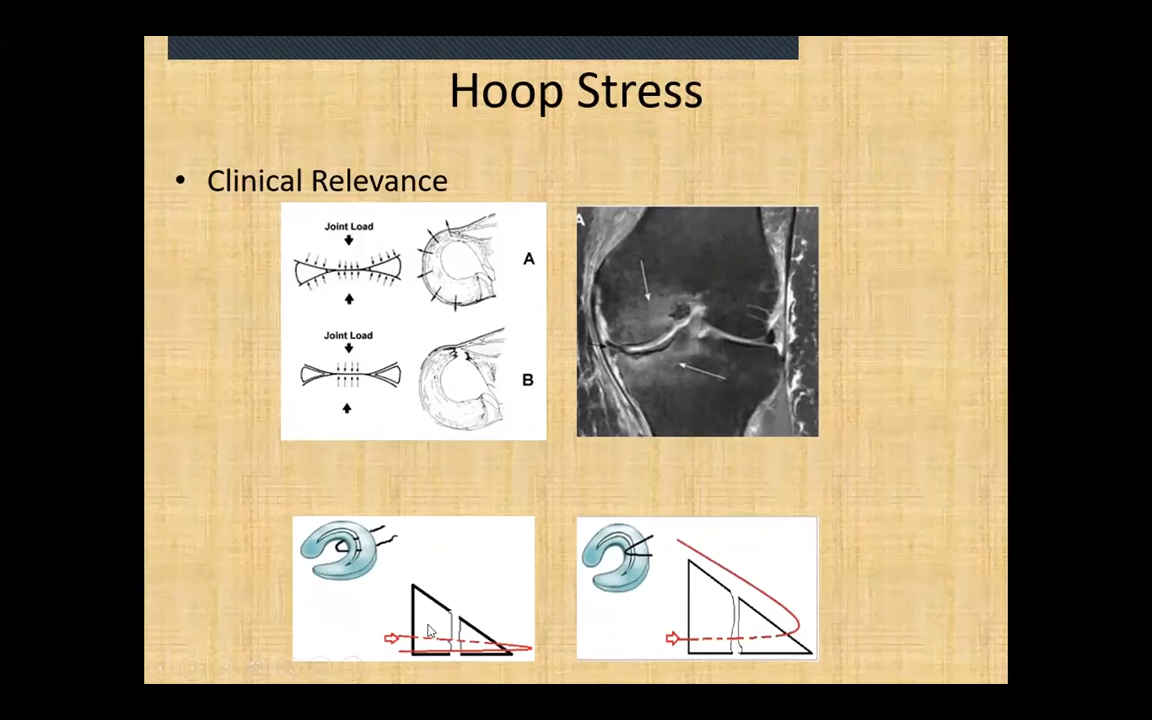 Hoop Stress
• Clinical Relevance
Joint Load
A
Joint Load
B
A